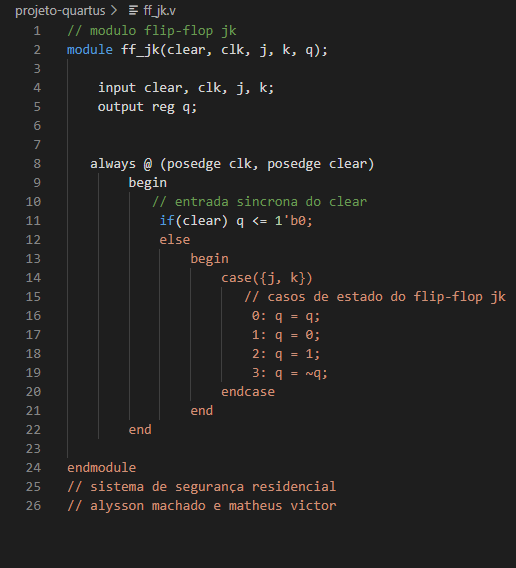 projeto-quartus > ff_jk.v
1 // modulo flip-flop jk
2 module ff_jk(clear, clk, j, k, q);
3
4 input clear, clk, j, k;
5 output reg q;
6
7
8 always @ (posedge clk, posedge clear)
9 begin
10 // entrada sincrona do clear
11 if(clear) q <= 1'b0;
12 else
13 begin
14 case({j, k})
15 // casos de estado do flip-flop jk
16 0: q = q;
17 1: q = 0;
18 2: q = 1;
19 3: q = ~q;
20 endcase
21 end
22 end
23
24 endmodule
25 // sistema de segurança residencial
26 // alysson machado e matheus victor